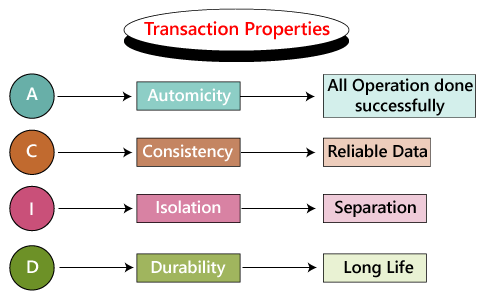 Transaction Properties
A Automicity All Operation done
successfully
C Consistency Reliable Data
I Isolation Separation
D Durability Long Life